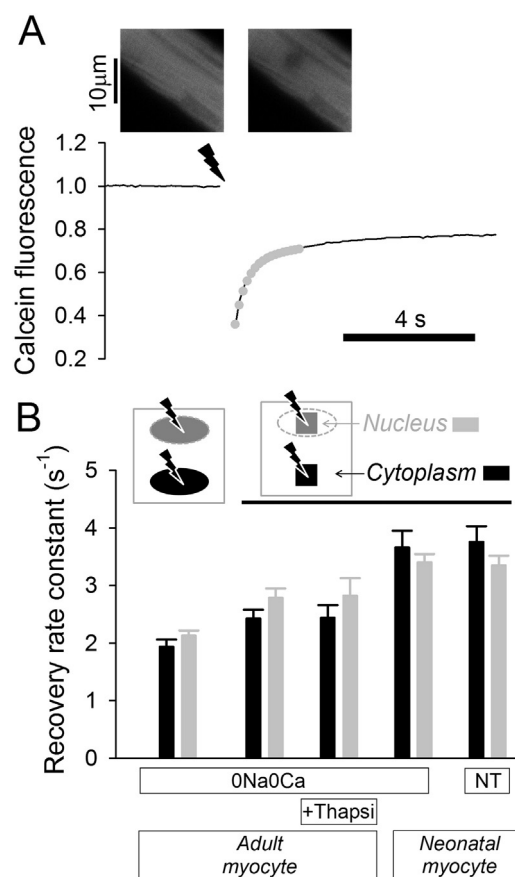 A
10μm
Calcein fluorescence
1.2
1.0
0.8
0.6
0.4
0.2
4 s
B
Nucleus
Cytoplasm
Recovery rate constant (s⁻¹)
5
4
3
2
1
0
0Na0Ca
NT
+Thapsi
Adult
myocyte
Neonatal
myocyte